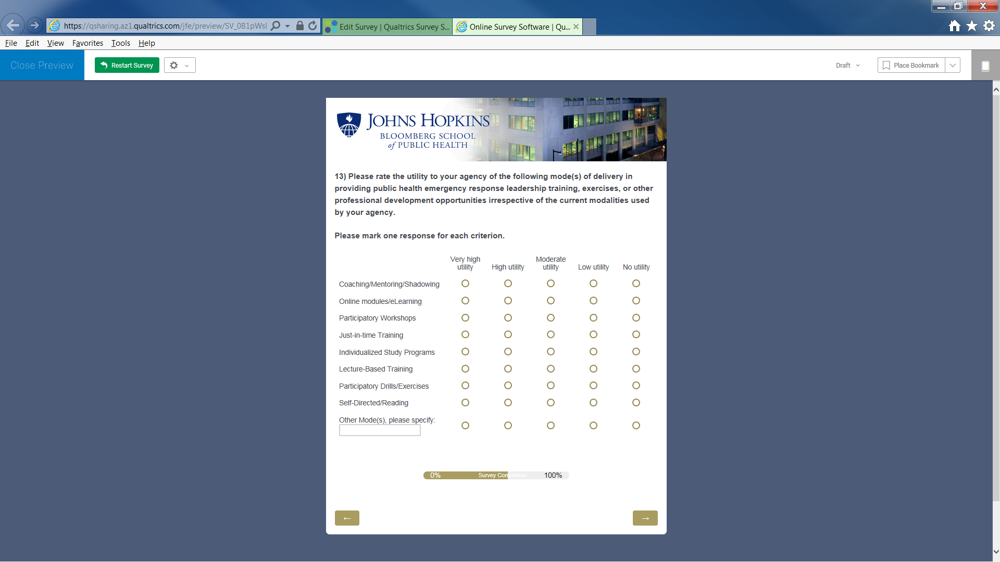 https://qsharing.az1.qualtrics.com/jfe/preview/SV_0B1pWsl
Edit Survey | Qualtrics Survey S...
Online Survey Software | Qu...
File Edit View Favorites Tools Help
Close Preview
Restart Survey
Draft
Place Bookmark
JOHNS HOPKINS
BLOOMBERG SCHOOL
of PUBLIC HEALTH
13) Please rate the utility to your agency of the following mode(s) of delivery in
providing public health emergency response leadership training, exercises, or other
professional development opportunities irrespective of the current modalities used
by your agency.
Please mark one response for each criterion.
Very high utility High utility Moderate utility Low utility No utility
Coaching/Mentoring/Shadowing
Online modules/eLearning
Participatory Workshops
Just-in-time Training
Individualized Study Programs
Lecture-Based Training
Participatory Drills/Exercises
Self-Directed/Reading
Other Mode(s), please specify:
0% Survey Completion 100%